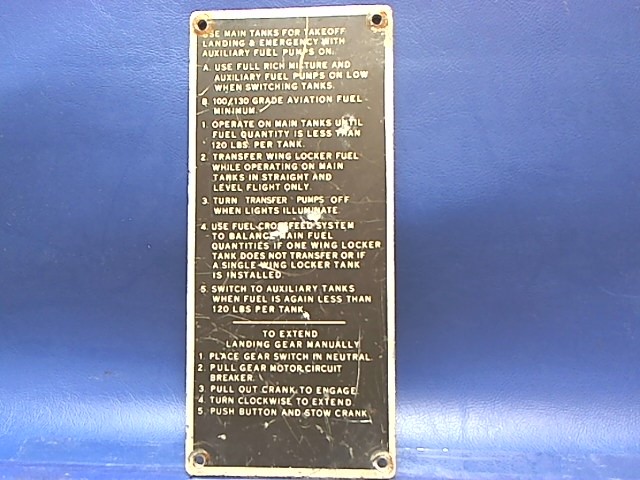 USE MAIN TANKS FOR TAKEOFF
LANDING & EMERGENCY WITH
AUXILIARY FUEL PUMPS ON.
A. USE FULL RICH MIXTURE AND
AUXILIARY FUEL PUMPS ON LOW
WHEN SWITCHING TANKS.
B. 100/130 GRADE AVIATION FUEL
MINIMUM.
1. OPERATE ON MAIN TANKS UNTIL
FUEL QUANTITY IS LESS THAN
120 LBS. PER TANK.
2. TRANSFER WING LOCKER FUEL
WHILE OPERATING ON MAIN
TANKS IN STRAIGHT AND
LEVEL FLIGHT ONLY.
3. TURN TRANSFER PUMPS OFF
WHEN LIGHTS ILLUMINATE.
4. USE FUEL CROSSFEED SYSTEM
TO BALANCE MAIN FUEL
QUANTITIES IF ONE WING LOCKER
TANK DOES NOT TRANSFER OR IF
A SINGLE WING LOCKER TANK
IS INSTALLED.
5. SWITCH TO AUXILIARY TANKS
WHEN FUEL IS AGAIN LESS THAN
120 LBS PER TANK.
TO EXTEND
LANDING GEAR MANUALLY
1. PLACE GEAR SWITCH IN NEUTRAL.
2. PULL GEAR MOTOR CIRCUIT
BREAKER.
3. PULL OUT CRANK TO ENGAGE
4. TURN CLOCKWISE TO EXTEND
5. PUSH BUTTON AND STOW CRANK